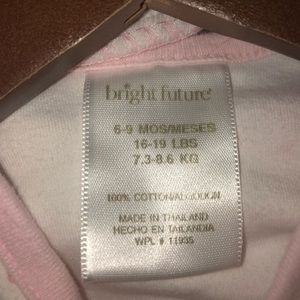 bright future®
6-9 MOS/MESES
16-19 LBS
7.3-8.6 KG
100% COTTON/ALGODON
MADE IN THAILAND
HECHO EN TAILANDIA
WPL # 11935